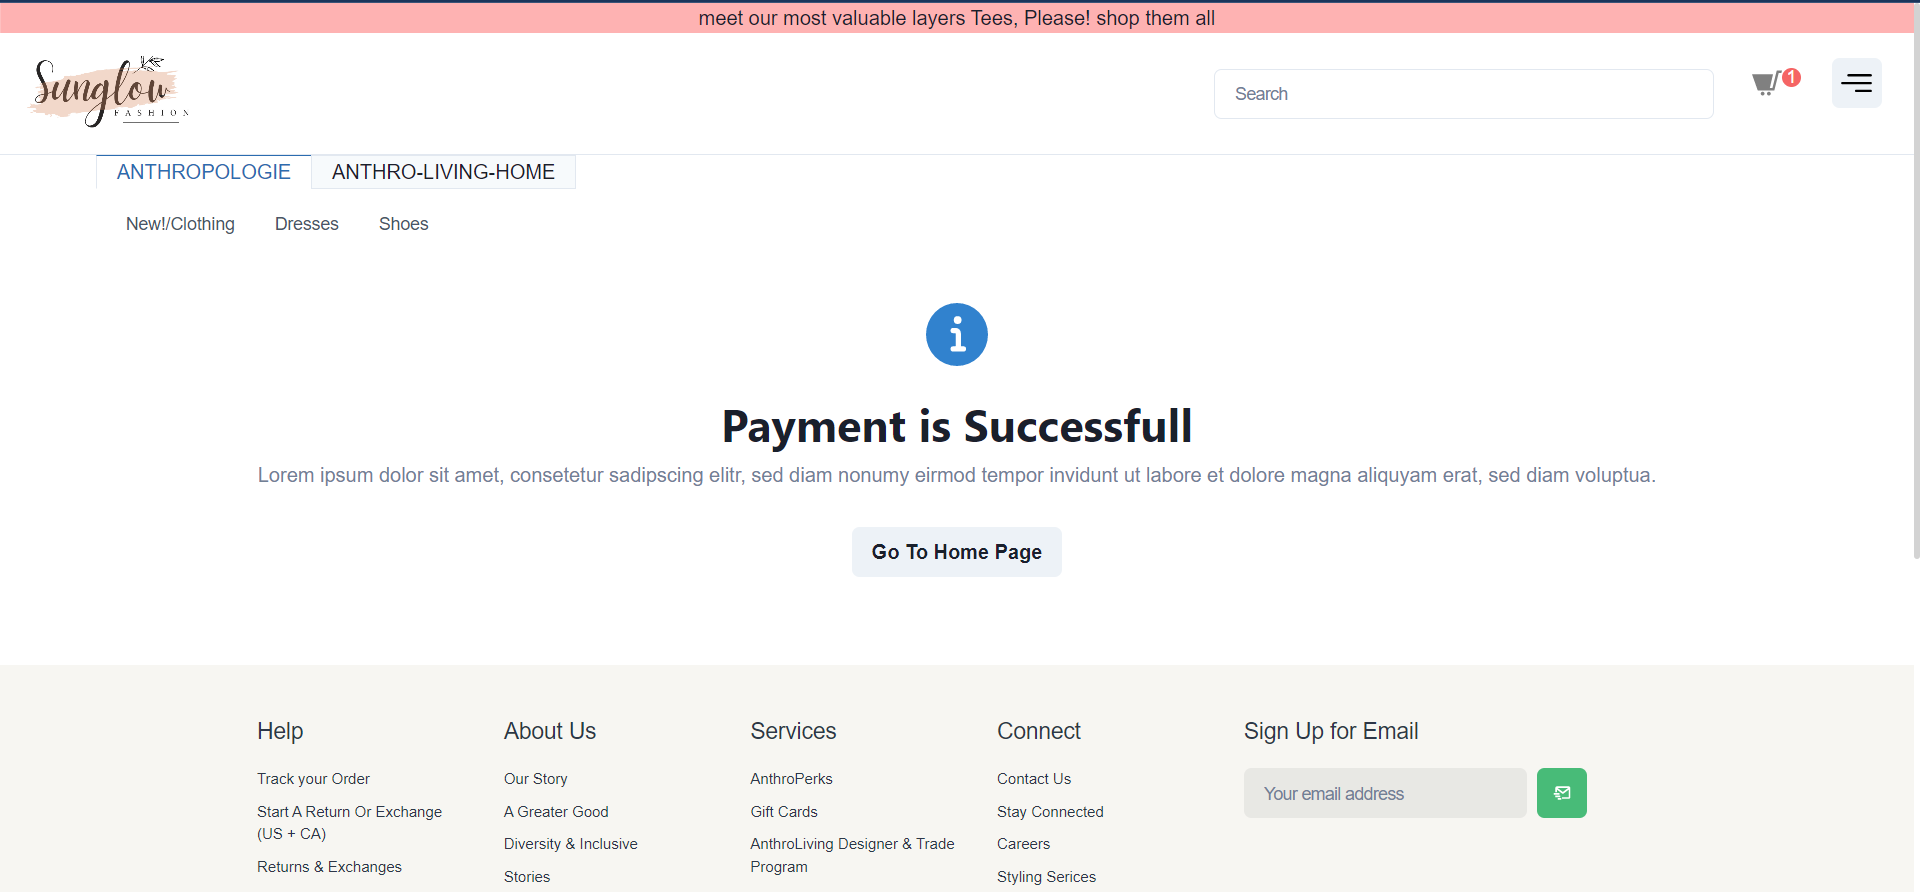 meet our most valuable layers Tees, Please! shop them all
Sunglow
FASHION
Search
1
ANTHROPOLOGIE
ANTHRO-LIVING-HOME
New!/Clothing
Dresses
Shoes
Payment is Successfull
Lorem ipsum dolor sit amet, consetetur sadipscing elitr, sed diam nonumy eirmod tempor invidunt ut labore et dolore magna aliquyam erat, sed diam voluptua.
Go To Home Page
Help
Track your Order
Start A Return Or Exchange
(US + CA)
Returns & Exchanges
About Us
Our Story
A Greater Good
Diversity & Inclusive
Stories
Services
AnthroPerks
Gift Cards
AnthroLiving Designer & Trade
Program
Connect
Contact Us
Stay Connected
Careers
Styling Serices
Sign Up for Email
Your email address